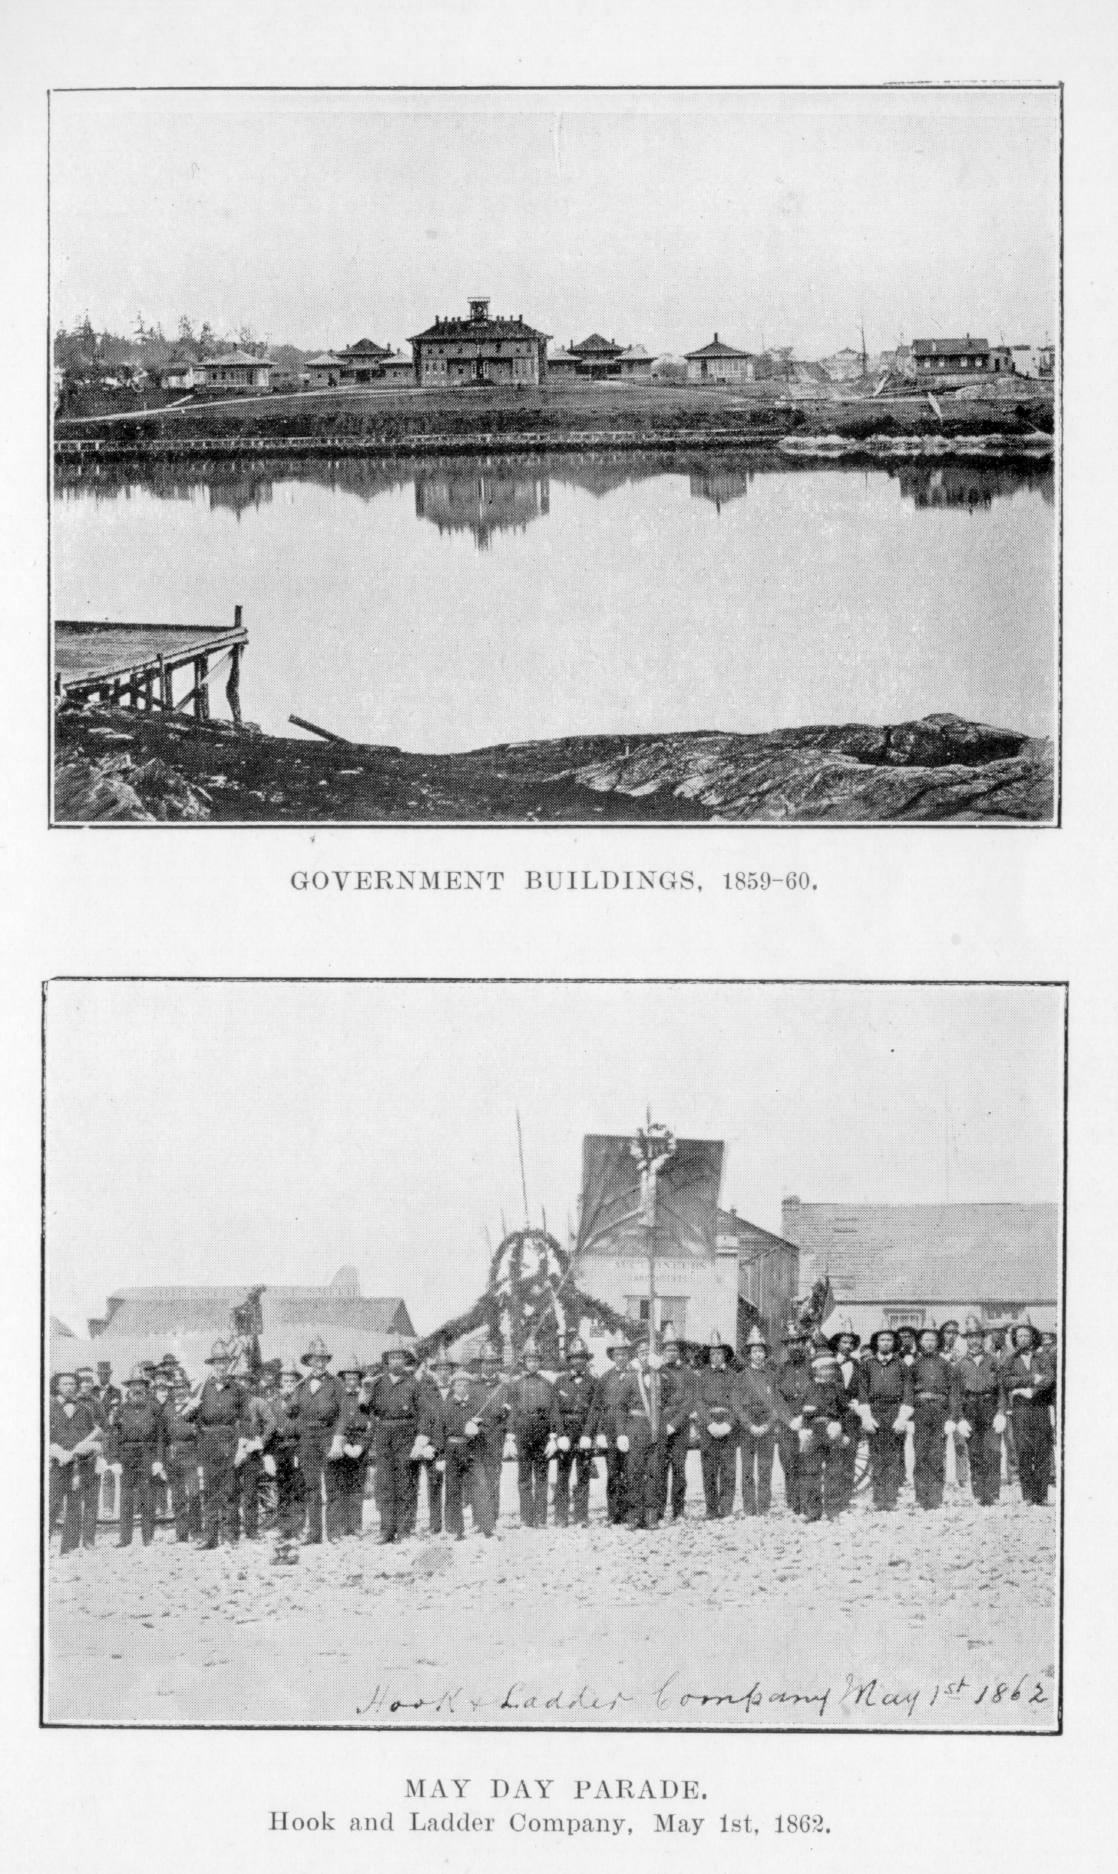 GOVERNMENT BUILDINGS, 1859-60.
Hook & Ladder Company May 1st 1862
MAY DAY PARADE.
Hook and Ladder Company, May 1st, 1862.